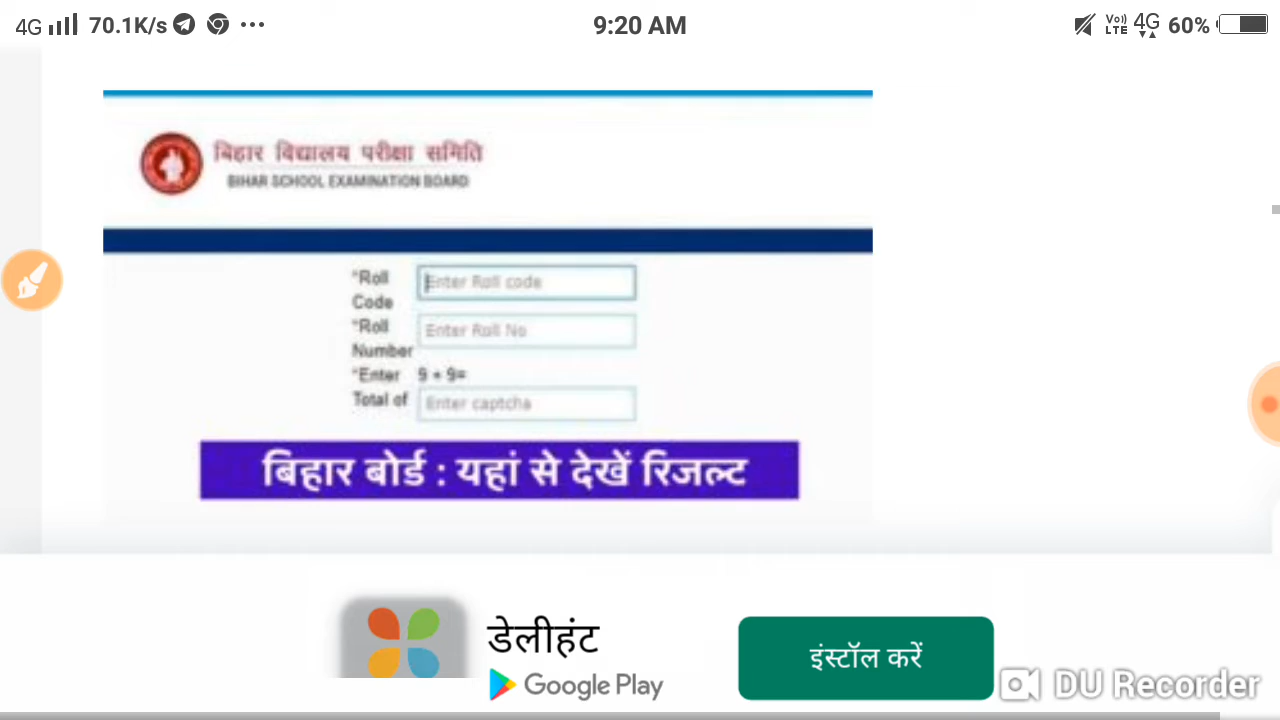 4G 70.1K/s ... 9:20 AM Vo) LTE 4G 60%
बिहार विद्यालय परीक्षा समिति
BIHAR SCHOOL EXAMINATION BOARD
*Roll Code Enter Roll code
*Roll Number Enter Roll No
*Enter Total of 9 + 9=
Enter captcha
बिहार बोर्ड : यहां से देखें रिजल्ट
डेलीहंट
Google Play
इंस्टॉल करें
DU Recorder